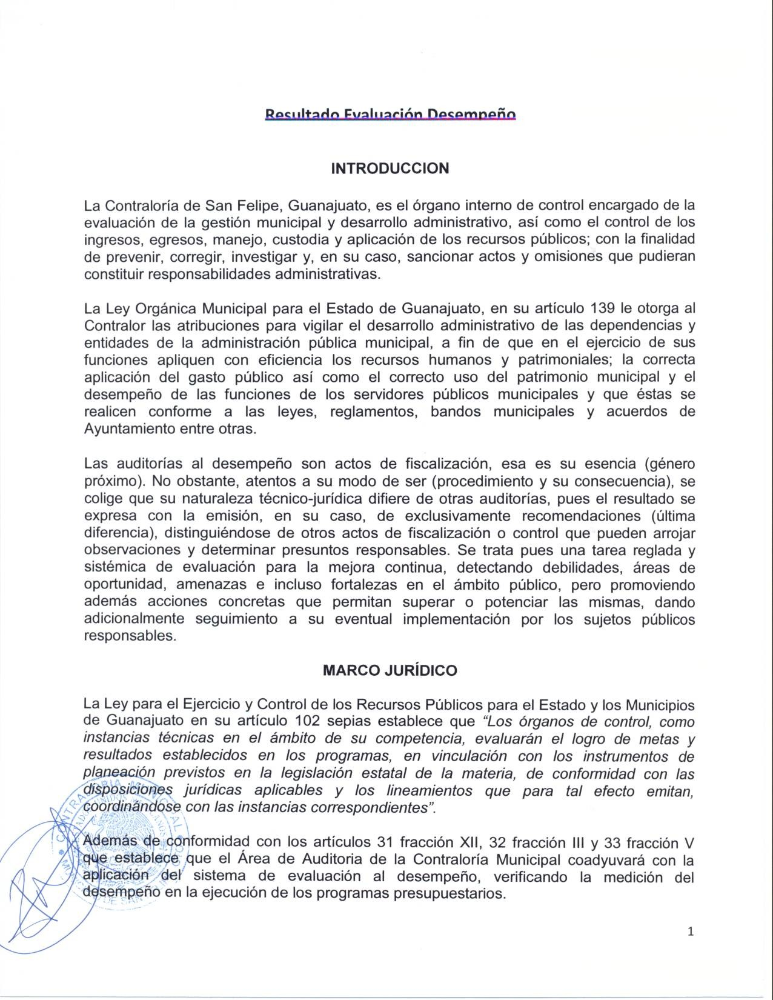 Resultado Evaluación Desempeño
INTRODUCCION
La Contraloría de San Felipe, Guanajuato, es el órgano interno de control encargado de la
evaluación de la gestión municipal y desarrollo administrativo, así como el control de los
ingresos, egresos, manejo, custodia y aplicación de los recursos públicos; con la finalidad
de prevenir, corregir, investigar y, en su caso, sancionar actos y omisiones que pudieran
constituir responsabilidades administrativas.
La Ley Orgánica Municipal para el Estado de Guanajuato, en su artículo 139 le otorga al
Contralor las atribuciones para vigilar el desarrollo administrativo de las dependencias y
entidades de la administración pública municipal, a fin de que en el ejercicio de sus
funciones apliquen con eficiencia los recursos humanos y patrimoniales; la correcta
aplicación del gasto público así como el correcto uso del patrimonio municipal y el
desempeño de las funciones de los servidores públicos municipales y que éstas se
realicen conforme a las leyes, reglamentos, bandos municipales y acuerdos de
Ayuntamiento entre otras.
Las auditorías al desempeño son actos de fiscalización, esa es su esencia (género
próximo). No obstante, atentos a su modo de ser (procedimiento y su consecuencia), se
colige que su naturaleza técnico-jurídica difiere de otras auditorías, pues el resultado se
expresa con la emisión, en su caso, de exclusivamente recomendaciones (última
diferencia), distinguiéndose de otros actos de fiscalización o control que pueden arrojar
observaciones y determinar presuntos responsables. Se trata pues una tarea reglada y
sistémica de evaluación para la mejora continua, detectando debilidades, áreas de
oportunidad, amenazas e incluso fortalezas en el ámbito público, pero promoviendo
además acciones concretas que permitan superar o potenciar las mismas, dando
adicionalmente seguimiento a su eventual implementación por los sujetos públicos
responsables.
MARCO JURÍDICO
La Ley para el Ejercicio y Control de los Recursos Públicos para el Estado y los Municipios
de Guanajuato en su artículo 102 sepias establece que “Los órganos de control, como
instancias técnicas en el ámbito de su competencia, evaluarán el logro de metas y
resultados establecidos en los programas, en vinculación con los instrumentos de
planeación previstos en la legislación estatal de la materia, de conformidad con las
disposiciones jurídicas aplicables y los lineamientos que para tal efecto emitan,
coordinándose con las instancias correspondientes”.
Además de conformidad con los artículos 31 fracción XII, 32 fracción III y 33 fracción V
que establece que el Área de Auditoria de la Contraloría Municipal coadyuvará con la
aplicación del sistema de evaluación al desempeño, verificando la medición del
desempeño en la ejecución de los programas presupuestarios.
CONTRALORIA MUNICIPAL
ESTADOS UNIDOS MEXICANOS
1